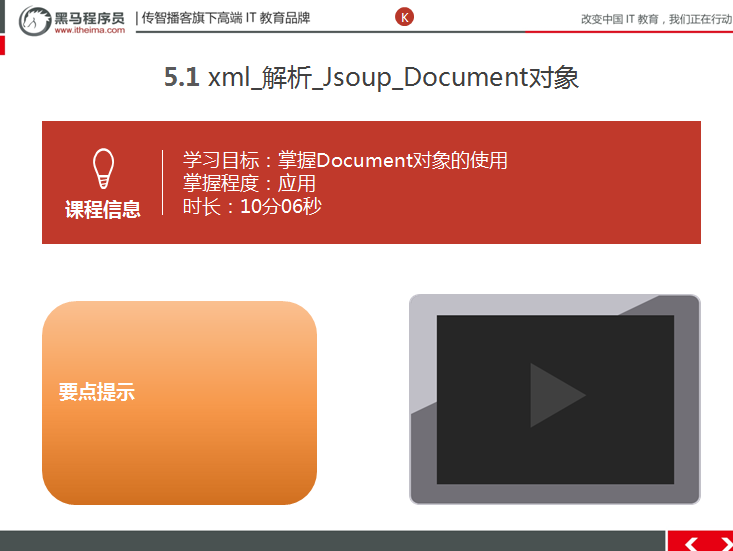 黑马程序员
www.itheima.com
传智播客旗下高端 IT 教育品牌
K
改变中国 IT 教育，我们正在行动
5.1 xml_解析_Jsoup_Document对象
课程信息
学习目标：掌握Document对象的使用
掌握程度：应用
时长：10分06秒
要点提示